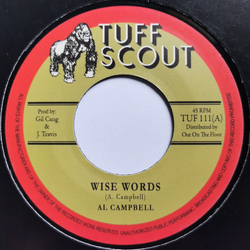 TUFF
SCOUT
Prod by:
Gil Cang
&
J. Travis
45 RPM
TUF 111(A)
Distributed by
Out On The Floor
WISE WORDS
(A. Campbell)
AL CAMPBELL